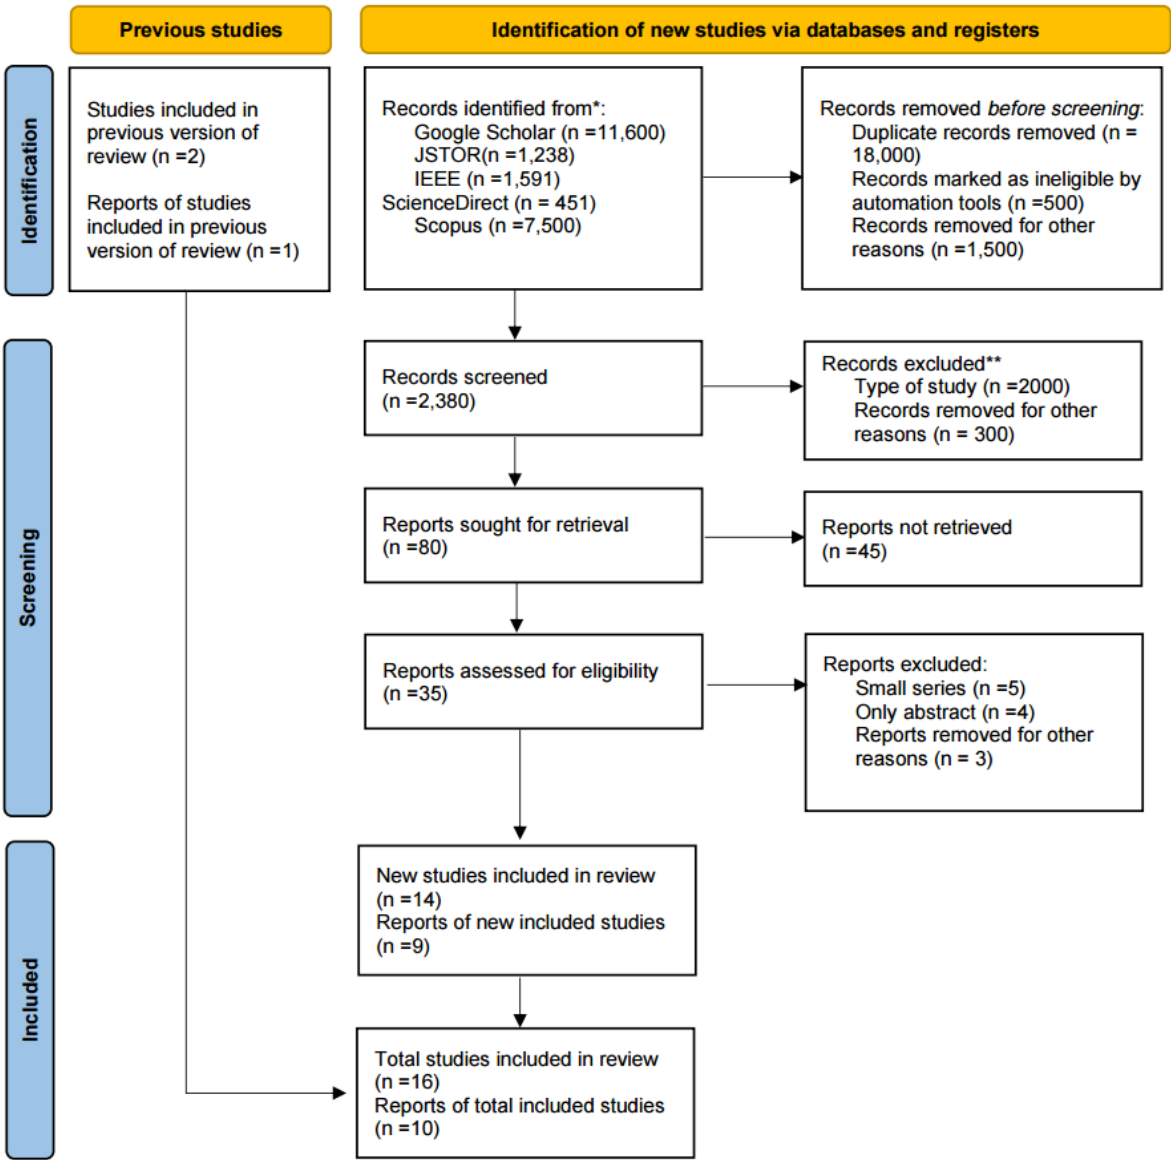 Previous studies
Identification of new studies via databases and registers
Identification
Studies included in
previous version of
review (n =2)
Reports of studies
included in previous
version of review (n =1)
Records identified from*:
Google Scholar (n =11,600)
JSTOR(n =1,238)
IEEE (n =1,591)
ScienceDirect (n = 451)
Scopus (n =7,500)
Records removed before screening:
Duplicate records removed (n =
18,000)
Records marked as ineligible by
automation tools (n =500)
Records removed for other
reasons (n =1,500)
Screening
Records screened
(n =2,380)
Records excluded**
Type of study (n =2000)
Records removed for other
reasons (n = 300)
Reports sought for retrieval
(n =80)
Reports not retrieved
(n =45)
Reports assessed for eligibility
(n =35)
Reports excluded:
Small series (n =5)
Only abstract (n =4)
Reports removed for other
reasons (n = 3)
Included
New studies included in review
(n =14)
Reports of new included studies
(n =9)
Total studies included in review
(n =16)
Reports of total included studies
(n =10)